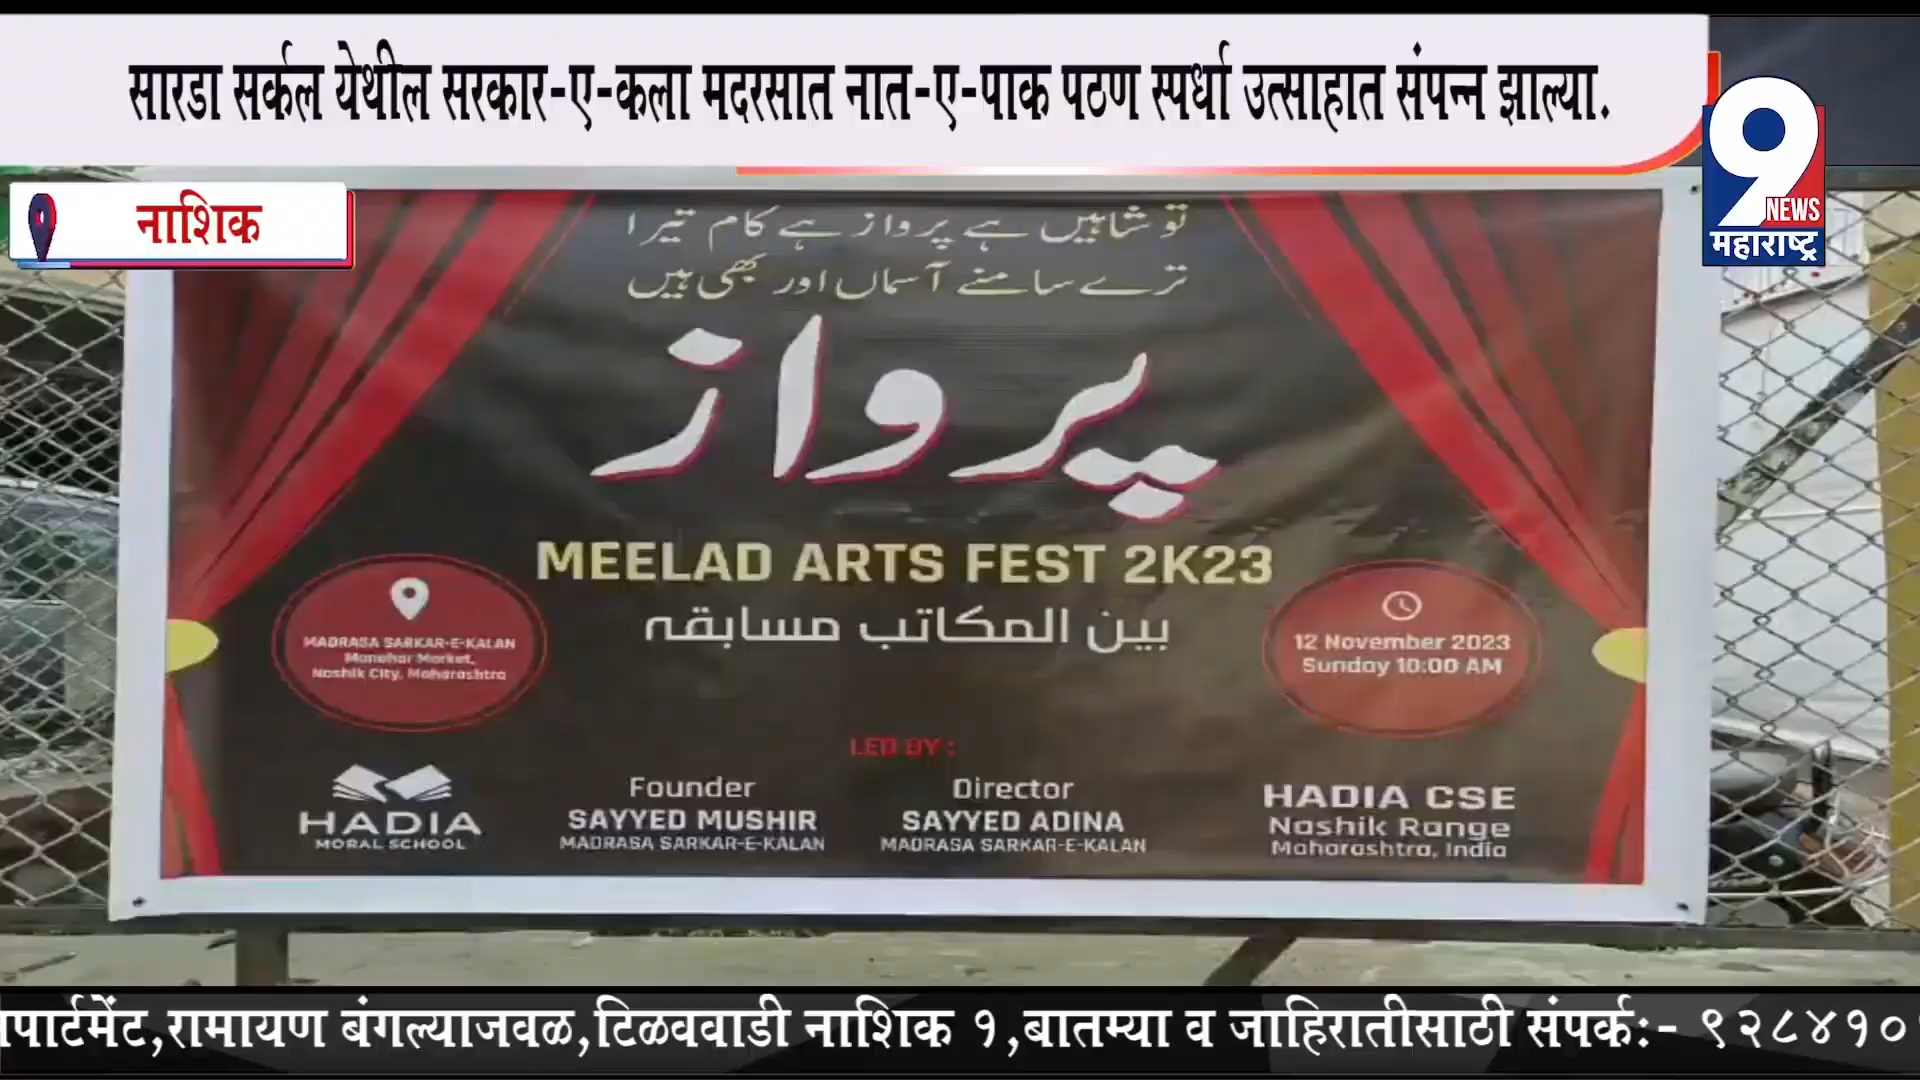 सारडा सर्कल येथील सरकार-ए-कला मदरसात नात-ए-पाक पठण स्पर्धा उत्साहात संपन्न झाल्या.
9
NEWS
महाराष्ट्र
नाशिक
تو شاہیں ہے پرواز ہے کام تیرا
ترے سامنے آسماں اور بھی ہیں
پرواز
MEELAD ARTS FEST 2K23
بين المكاتب مسابقہ
MADRASA SARKAR-E-KALAN
Manohar Market,
Nashik City, Maharashtra
12 November 2023
Sunday 10:00 AM
LED BY :
HADIA
MORAL SCHOOL
Founder
SAYYED MUSHIR
MADRASA SARKAR-E-KALAN
Director
SAYYED ADINA
MADRASA SARKAR-E-KALAN
HADIA CSE
Nashik Range
Maharashtra, India
पार्टमेंट,रामायण बंगल्याजवळ,टिळकवाडी नाशिक १,बातम्या व जाहिरातीसाठी संपर्क:- ९२८४१०